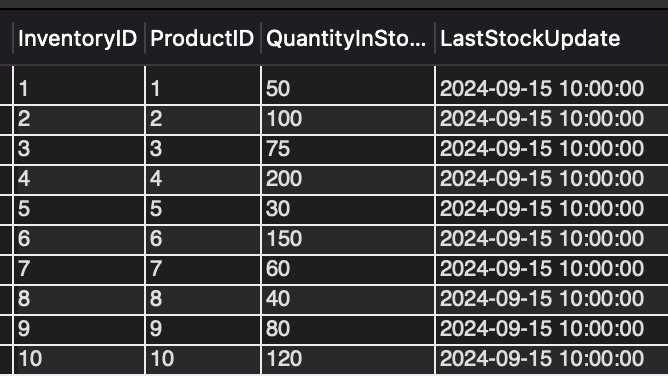 InventoryID ProductID QuantityInSto... LastStockUpdate
1 1 50 2024-09-15 10:00:00
2 2 100 2024-09-15 10:00:00
3 3 75 2024-09-15 10:00:00
4 4 200 2024-09-15 10:00:00
5 5 30 2024-09-15 10:00:00
6 6 150 2024-09-15 10:00:00
7 7 60 2024-09-15 10:00:00
8 8 40 2024-09-15 10:00:00
9 9 80 2024-09-15 10:00:00
10 10 120 2024-09-15 10:00:00